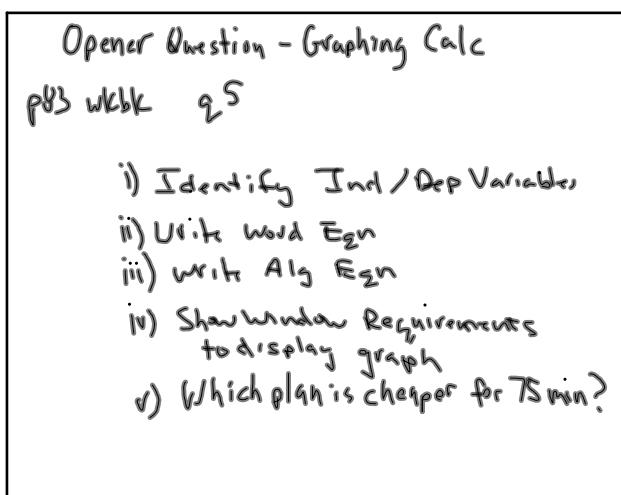 Opener Question - Graphing Calc
p83 wkbk q5
i) Identify Ind/Dep Variables
ii) Write Word Eqn
iii) write Alg Eqn
iv) Show Window Requirements
to display graph
v) Which plan is cheaper for 75 min?